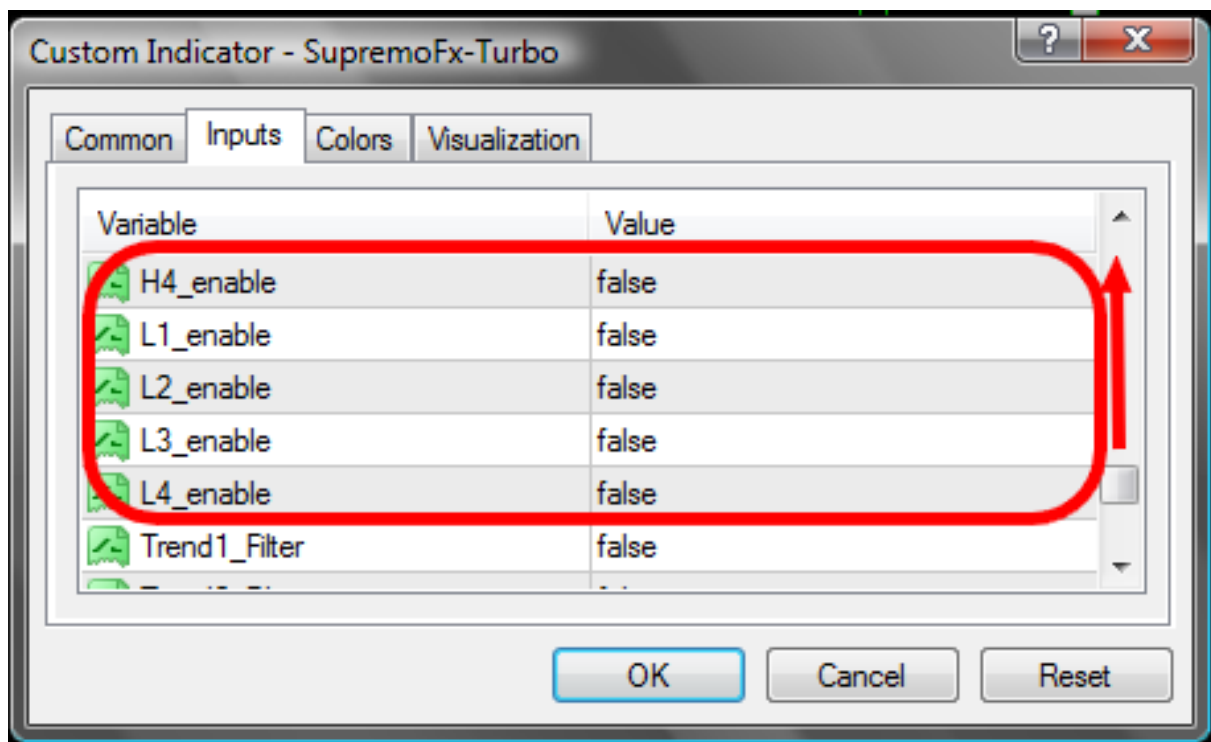 Custom Indicator - SupremoFx-Turbo
? X
Common Inputs Colors Visualization
Variable Value
H4_enable false
L1_enable false
L2_enable false
L3_enable false
L4_enable false
Trend1_Filter false
OK Cancel Reset